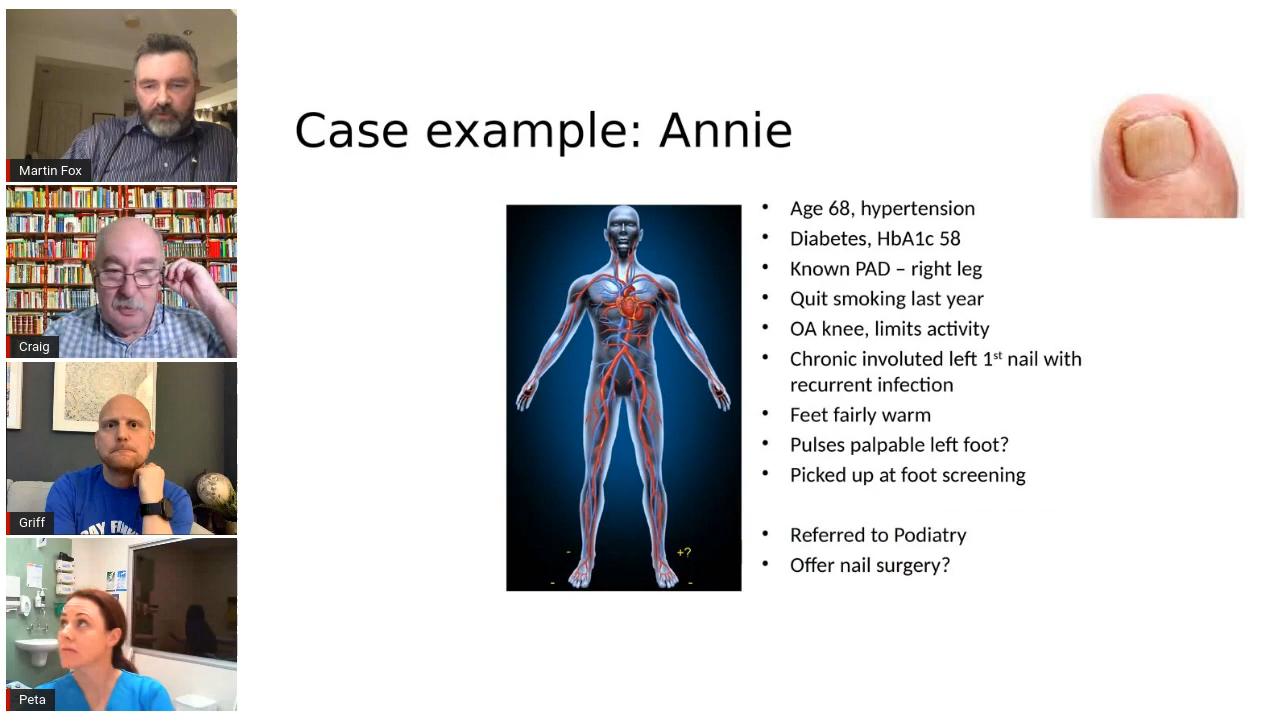 Martin Fox
Craig
Griff
Peta
Case example: Annie
• Age 68, hypertension
• Diabetes, HbA1c 58
• Known PAD – right leg
• Quit smoking last year
• OA knee, limits activity
• Chronic involuted left 1st nail with
recurrent infection
• Feet fairly warm
• Pulses palpable left foot?
• Picked up at foot screening
• Referred to Podiatry
• Offer nail surgery?
- +?
- -